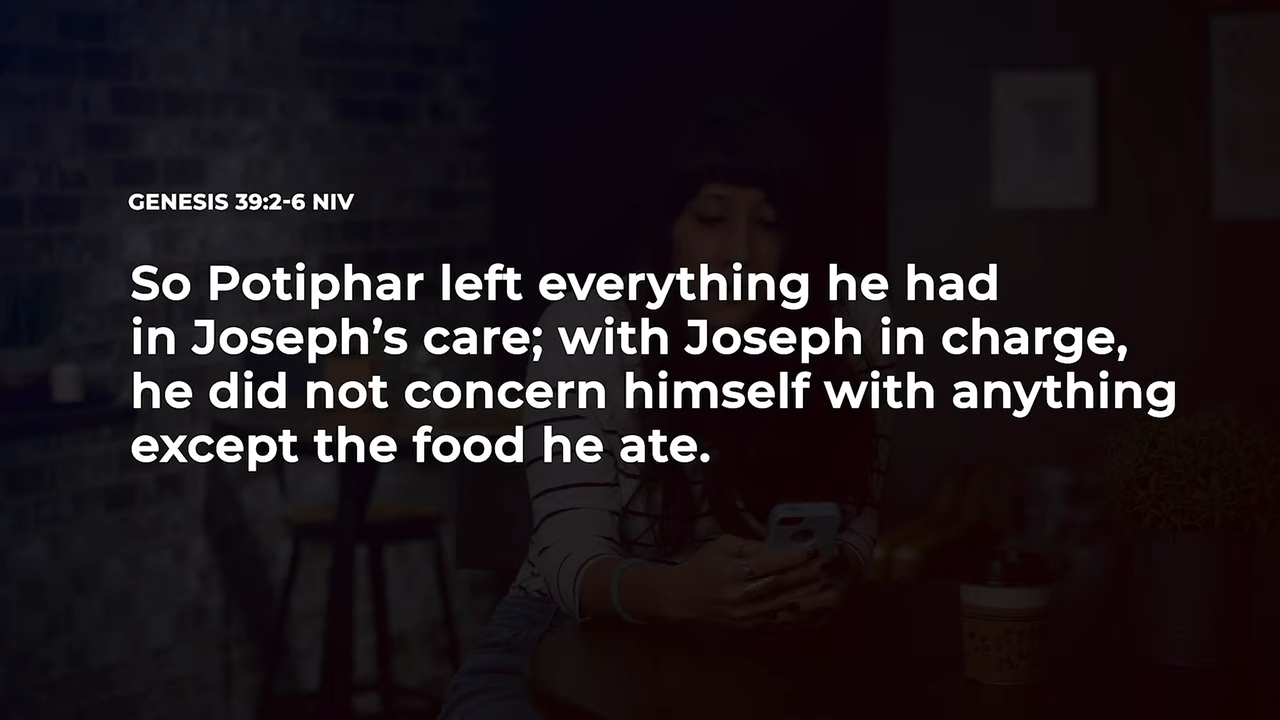 GENESIS 39:2-6 NIV
So Potiphar left everything he had
in Joseph’s care; with Joseph in charge,
he did not concern himself with anything
except the food he ate.